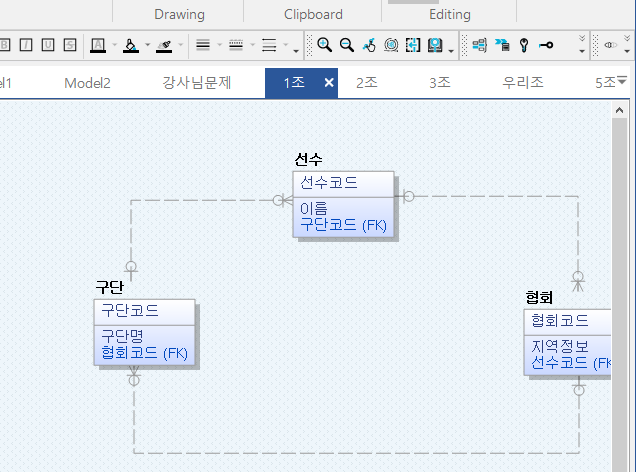 Drawing Clipboard Editing
B I U S A
el1 Model2 강사님문제 1조 2조 3조 우리조 5조
선수
선수코드
이름
구단코드 (FK)
구단
구단코드
구단명
협회코드 (FK)
협회
협회코드
지역정보
선수코드 (FK